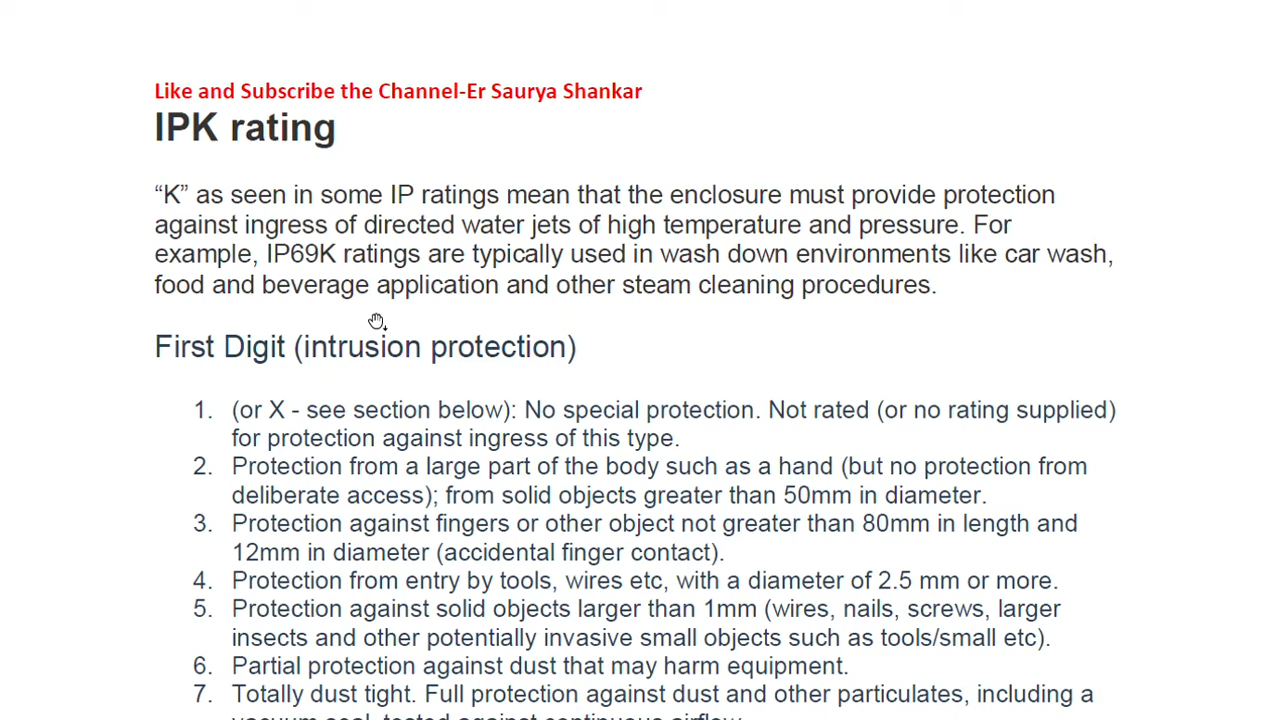 Like and Subscribe the Channel-Er Saurya Shankar
IPK rating
“K” as seen in some IP ratings mean that the enclosure must provide protection
against ingress of directed water jets of high temperature and pressure. For
example, IP69K ratings are typically used in wash down environments like car wash,
food and beverage application and other steam cleaning procedures.
First Digit (intrusion protection)
1. (or X - see section below): No special protection. Not rated (or no rating supplied)
for protection against ingress of this type.
2. Protection from a large part of the body such as a hand (but no protection from
deliberate access); from solid objects greater than 50mm in diameter.
3. Protection against fingers or other object not greater than 80mm in length and
12mm in diameter (accidental finger contact).
4. Protection from entry by tools, wires etc, with a diameter of 2.5 mm or more.
5. Protection against solid objects larger than 1mm (wires, nails, screws, larger
insects and other potentially invasive small objects such as tools/small etc).
6. Partial protection against dust that may harm equipment.
7. Totally dust tight. Full protection against dust and other particulates, including a
vacuum seal, tested against continuous airflow.